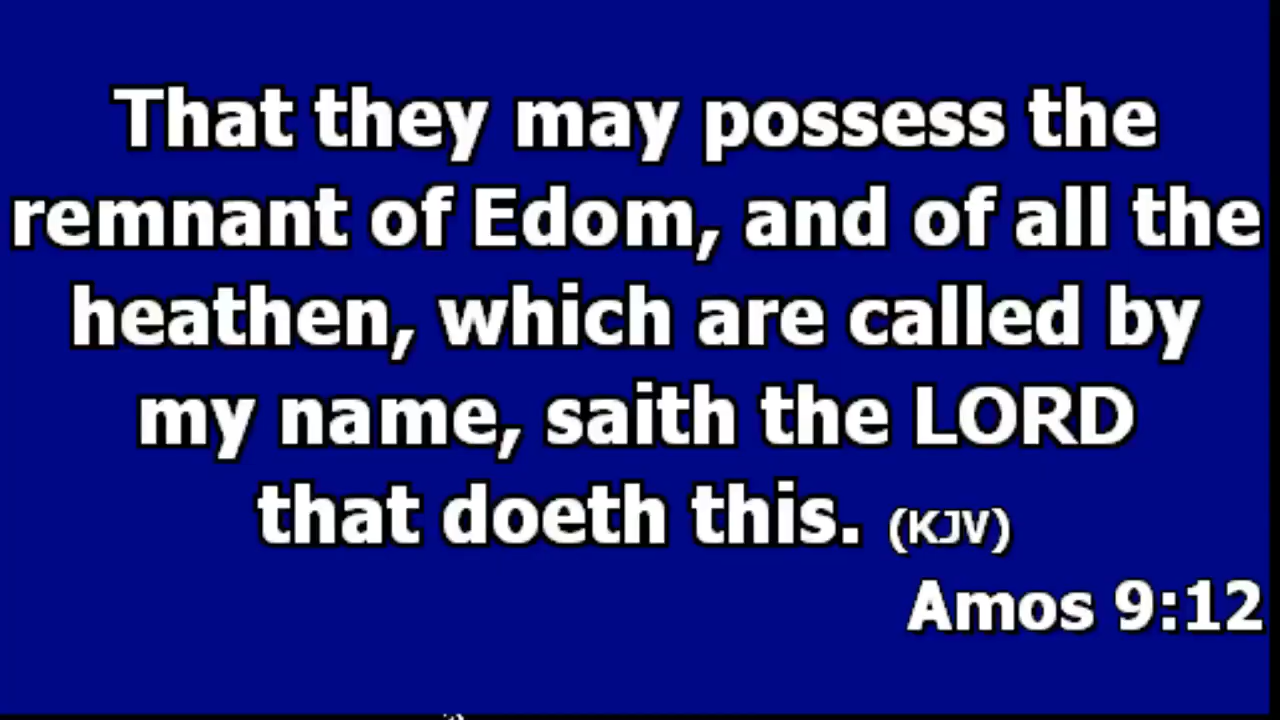 That they may possess the
remnant of Edom, and of all the
heathen, which are called by
my name, saith the LORD
that doeth this. (KJV)
Amos 9:12